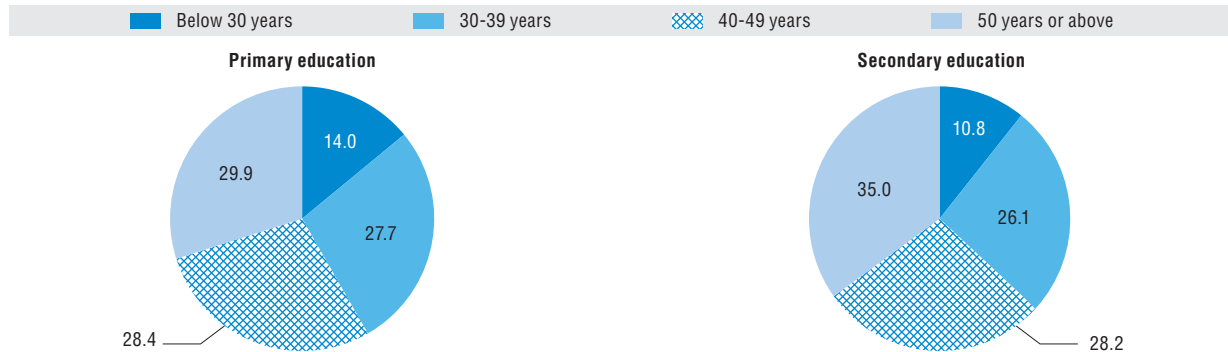 Below 30 years 30-39 years 40-49 years 50 years or above
Primary education
14.0
29.9
27.7
28.4
Secondary education
10.8
35.0
26.1
28.2